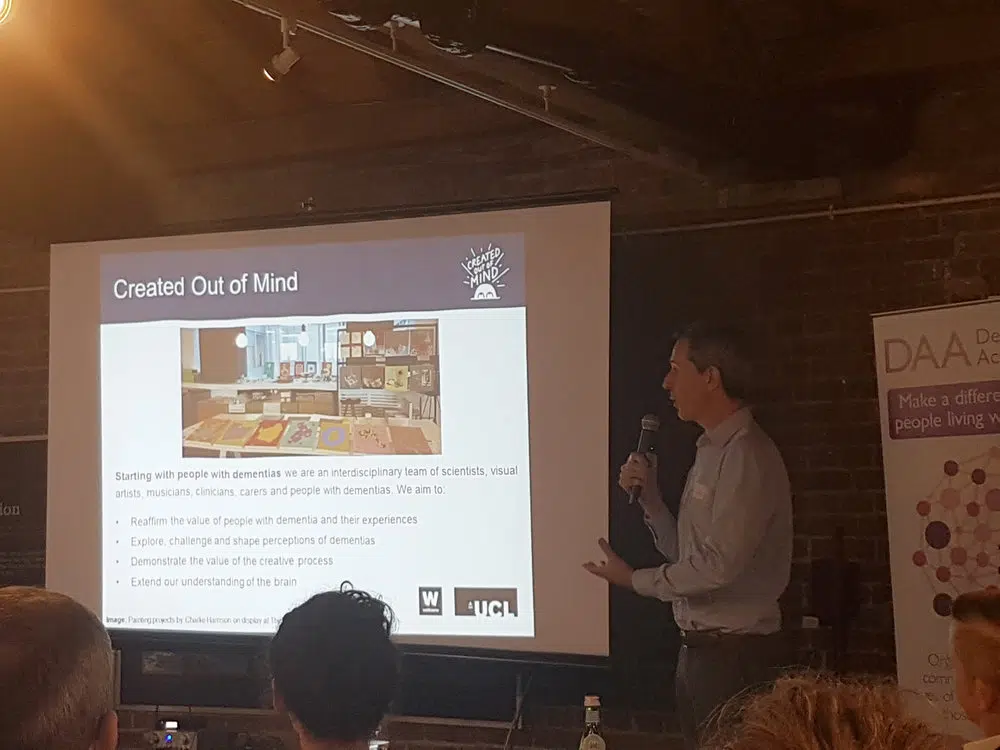 Created Out of Mind
CREATED
OUT OF
MIND
Starting with people with dementias we are an interdisciplinary team of scientists, visual
artists, musicians, clinicians, carers and people with dementias. We aim to:
• Reaffirm the value of people with dementia and their experiences
• Explore, challenge and shape perceptions of dementias
• Demonstrate the value of the creative process
• Extend our understanding of the brain
W
UCL
Image: Painting projects by Charlie Harrison on display at
DAA De
Ac
Make a differe
people living w
ion
comm